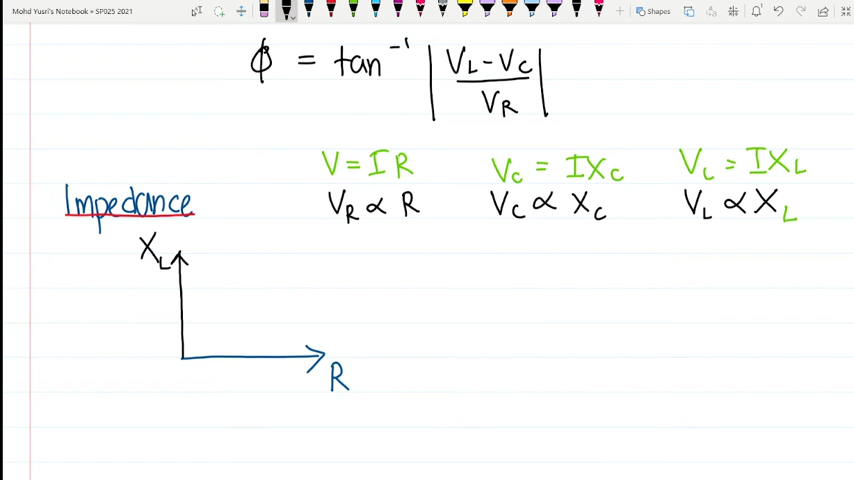 Mohd Yusri's Notebook » SP025 2021
Shapes
ϕ = tan⁻¹ | V_L - V_C / V_R |
V = IR V_C = IX_C V_L = IX_L
Impedance V_R ∝ R V_C ∝ X_C V_L ∝ X_L
X_L
R